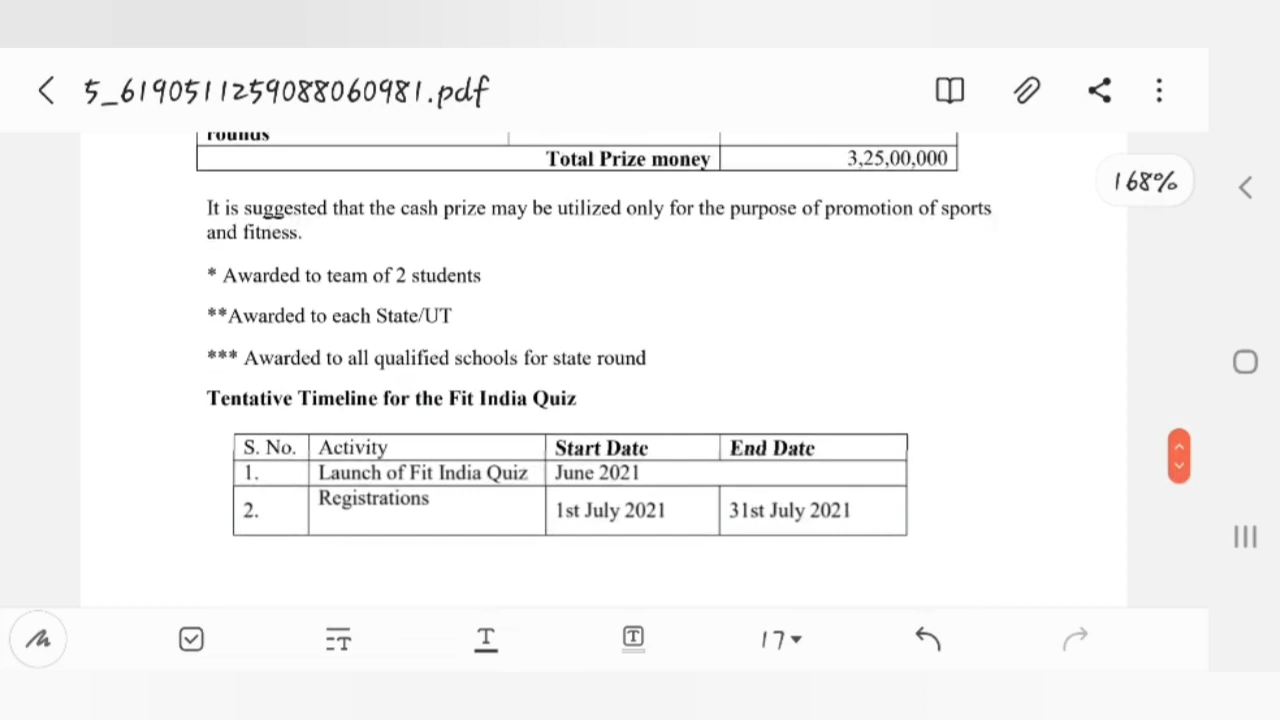 5_6190511259088060981.pdf
rounds
Total Prize money 3,25,00,000
168%
It is suggested that the cash prize may be utilized only for the purpose of promotion of sports
and fitness.
* Awarded to team of 2 students
**Awarded to each State/UT
*** Awarded to all qualified schools for state round
Tentative Timeline for the Fit India Quiz
S. No. Activity Start Date End Date
1. Launch of Fit India Quiz June 2021
2. Registrations 1st July 2021 31st July 2021
17